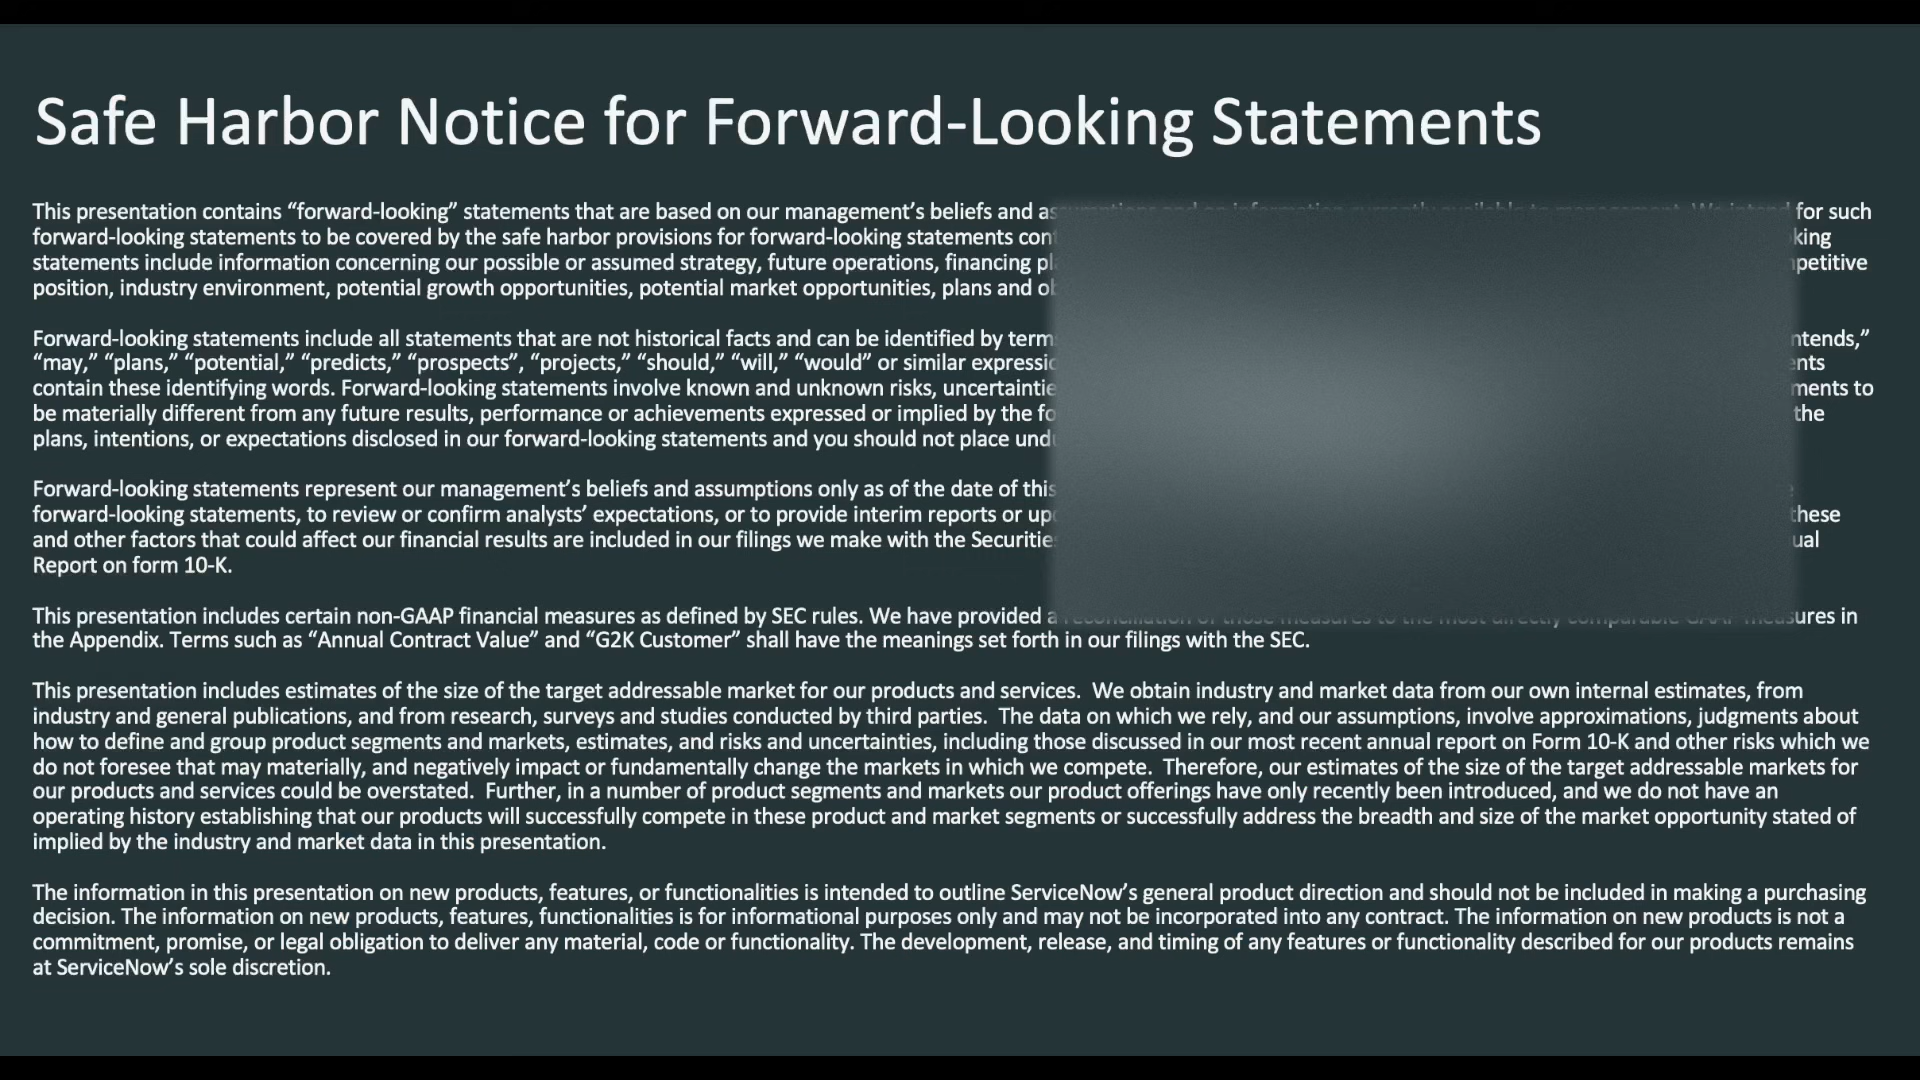 Safe Harbor Notice for Forward-Looking Statements
This presentation contains “forward-looking” statements that are based on our management’s beliefs and for such
forward-looking statements to be covered by the safe harbor provisions for forward-looking statements
statements include information concerning our possible or assumed strategy, future operations, financing
position, industry environment, potential growth opportunities, potential market opportunities, plans and
Forward-looking statements include all statements that are not historical facts and can be identified by
“may,” “plans,” “potential,” “predicts,” “prospects”, “projects,” “should,” “will,” “would” or similar
contain these identifying words. Forward-looking statements involve known and unknown risks, to
be materially different from any future results, performance or achievements expressed or implied by the the
plans, intentions, or expectations disclosed in our forward-looking statements and you should not place
Forward-looking statements represent our management’s beliefs and assumptions only as of the date of this
forward-looking statements, to review or confirm analysts’ expectations, or to provide interim reports or these
and other factors that could affect our financial results are included in our filings we make with the
Report on form 10-K.
This presentation includes certain non-GAAP financial measures as defined by SEC rules. We have provided a reconciliation of those measures to the most directly comparable GAAP measures in
the Appendix. Terms such as “Annual Contract Value” and “G2K Customer” shall have the meanings set forth in our filings with the SEC.
This presentation includes estimates of the size of the target addressable market for our products and services.  We obtain industry and market data from our own internal estimates, from
industry and general publications, and from research, surveys and studies conducted by third parties.  The data on which we rely, and our assumptions, involve approximations, judgments about
how to define and group product segments and markets, estimates, and risks and uncertainties, including those discussed in our most recent annual report on Form 10-K and other risks which we
do not foresee that may materially, and negatively impact or fundamentally change the markets in which we compete.  Therefore, our estimates of the size of the target addressable markets for
our products and services could be overstated.  Further, in a number of product segments and markets our product offerings have only recently been introduced, and we do not have an
operating history establishing that our products will successfully compete in these product and market segments or successfully address the breadth and size of the market opportunity stated of
implied by the industry and market data in this presentation.
The information in this presentation on new products, features, or functionalities is intended to outline ServiceNow’s general product direction and should not be included in making a purchasing
decision. The information on new products, features, functionalities is for informational purposes only and may not be incorporated into any contract. The information on new products is not a
commitment, promise, or legal obligation to deliver any material, code or functionality. The development, release, and timing of any features or functionality described for our products remains
at ServiceNow’s sole discretion.